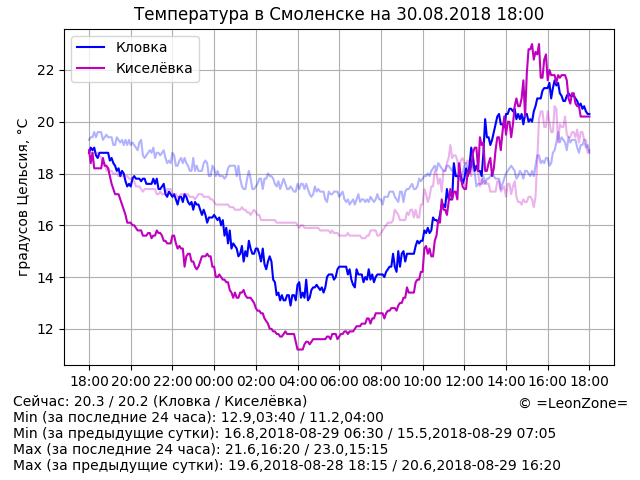 Температура в Смоленске на 30.08.2018 18:00
Кловка
Киселёвка
градусов Цельсия, °C
22
20
18
16
14
12
18:00 20:00 22:00 00:00 02:00 04:00 06:00 08:00 10:00 12:00 14:00 16:00 18:00
Сейчас: 20.3 / 20.2 (Кловка / Киселёвка)
© =LeonZone=
Min (за последние 24 часа): 12.9,03:40 / 11.2,04:00
Min (за предыдущие сутки): 16.8,2018-08-29 06:30 / 15.5,2018-08-29 07:05
Max (за последние 24 часа): 21.6,16:20 / 23.0,15:15
Max (за предыдущие сутки): 19.6,2018-08-28 18:15 / 20.6,2018-08-29 16:20